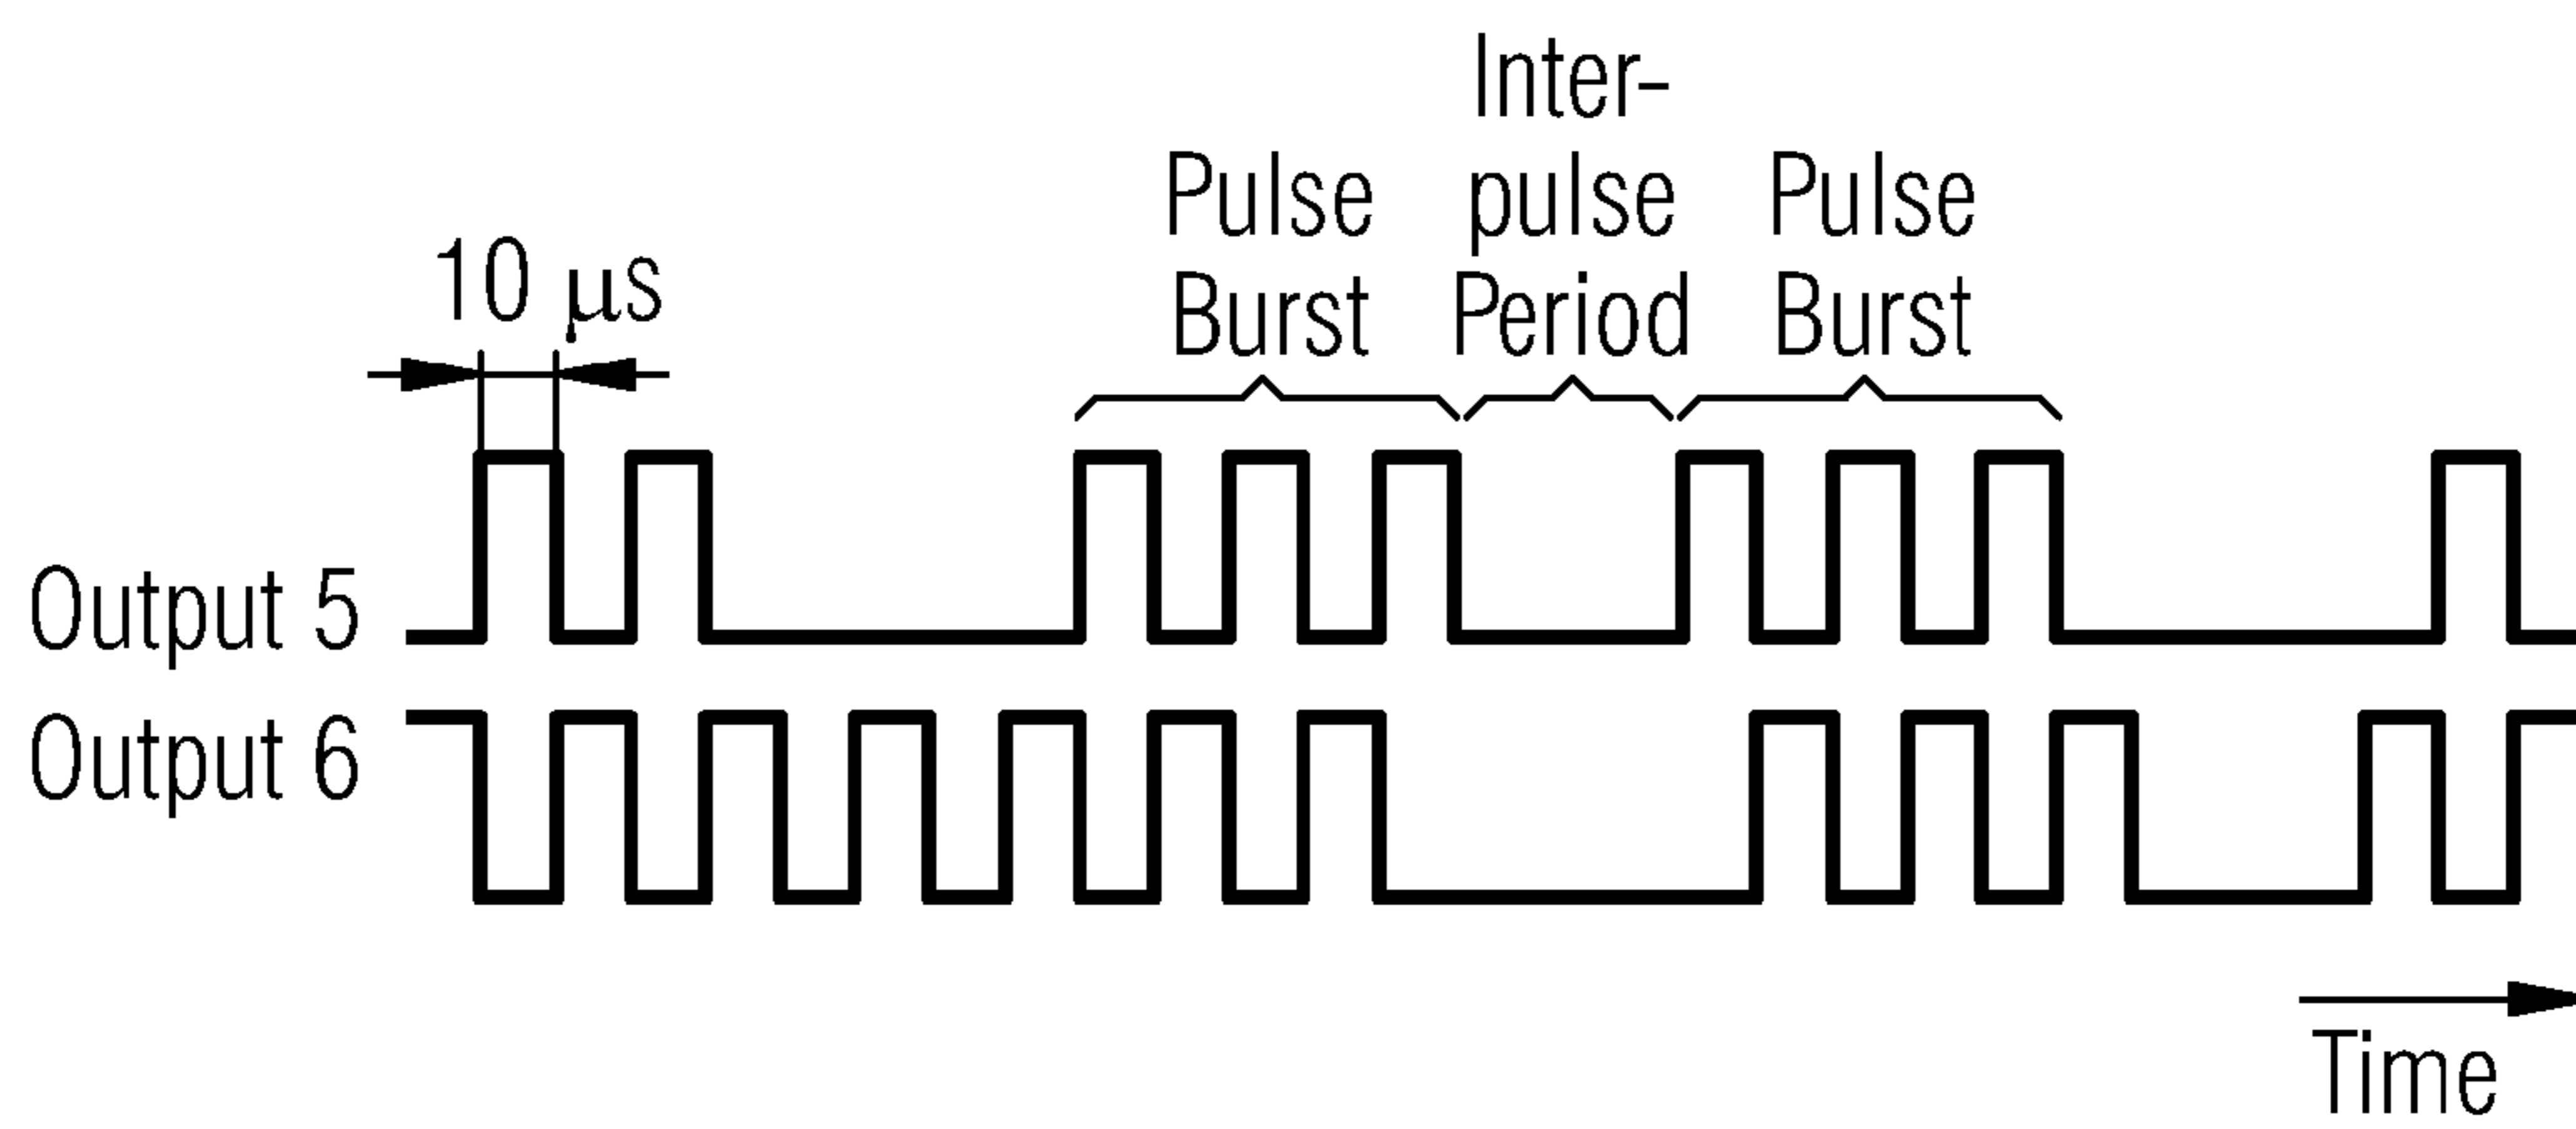 Inter-
Pulse pulse Pulse
10 µs Burst Period Burst
Output 5
Output 6
Time